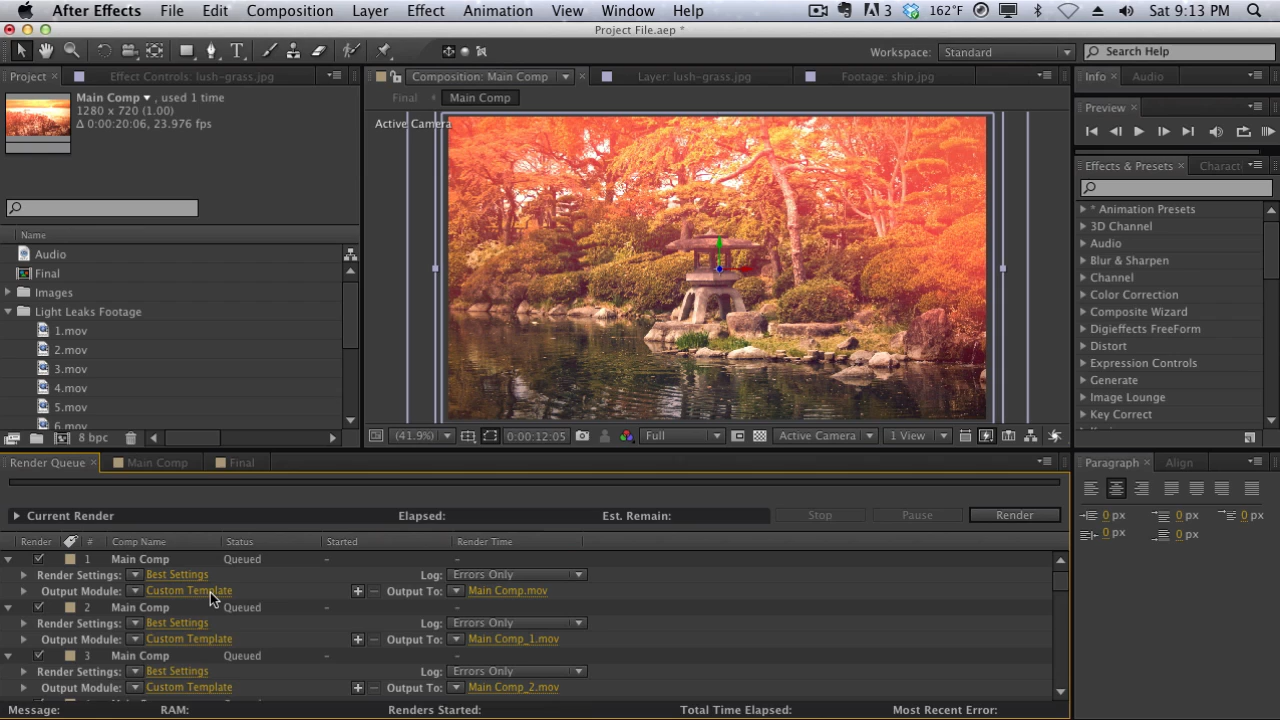 After Effects File Edit Composition Layer Effect Animation View Window Help 3 162°F Sat 9:13 PM
Project File.aep *
T Workspace: Standard Search Help
Project Effect Controls: lush-grass.jpg Composition: Main Comp Layer: lush-grass.jpg Footage: ship.jpg Info Audio
Main Comp , used 1 time
1280 x 720 (1.00)
Δ 0:00:20:06, 23.976 fps
Final Main Comp
Preview
Active Camera
Effects & Presets Charact
Name
Audio
Final
Images
Light Leaks Footage
1.mov
2.mov
3.mov
4.mov
5.mov
6.mov
8 bpc
* Animation Presets
3D Channel
Audio
Blur & Sharpen
Channel
Color Correction
Composite Wizard
Digieffects FreeForm
Distort
Expression Controls
Generate
Image Lounge
Key Correct
(41.9%) 0:00:12:05 Full Active Camera 1 View
Render Queue Main Comp Final
Paragraph Align
Current Render Elapsed: Est. Remain: Stop Pause Render
0 px 0 px 0 px
0 px 0 px
Render # Comp Name Status Started Render Time
1 Main Comp Queued - -
Render Settings: Best Settings Log: Errors Only
Output Module: Custom Template Output To: Main Comp.mov
2 Main Comp Queued - -
Render Settings: Best Settings Log: Errors Only
Output Module: Custom Template Output To: Main Comp_1.mov
3 Main Comp Queued - -
Render Settings: Best Settings Log: Errors Only
Output Module: Custom Template Output To: Main Comp_2.mov
Message: RAM: Renders Started: Total Time Elapsed: Most Recent Error: